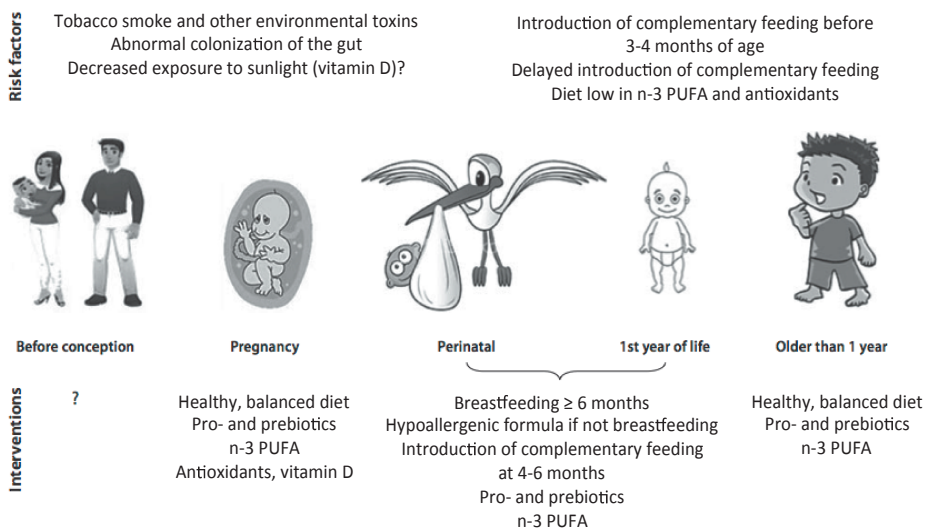 Risk factors
Tobacco smoke and other environmental toxins
Abnormal colonization of the gut
Decreased exposure to sunlight (vitamin D)?
Introduction of complementary feeding before
3-4 months of age
Delayed introduction of complementary feeding
Diet low in n-3 PUFA and antioxidants
Before conception
Pregnancy
Perinatal
1st year of life
Older than 1 year
Interventions
?
Healthy, balanced diet
Pro- and prebiotics
n-3 PUFA
Antioxidants, vitamin D
Breastfeeding ≥ 6 months
Hypoallergenic formula if not breastfeeding
Introduction of complementary feeding
at 4-6 months
Pro- and prebiotics
n-3 PUFA
Healthy, balanced diet
Pro- and prebiotics
n-3 PUFA